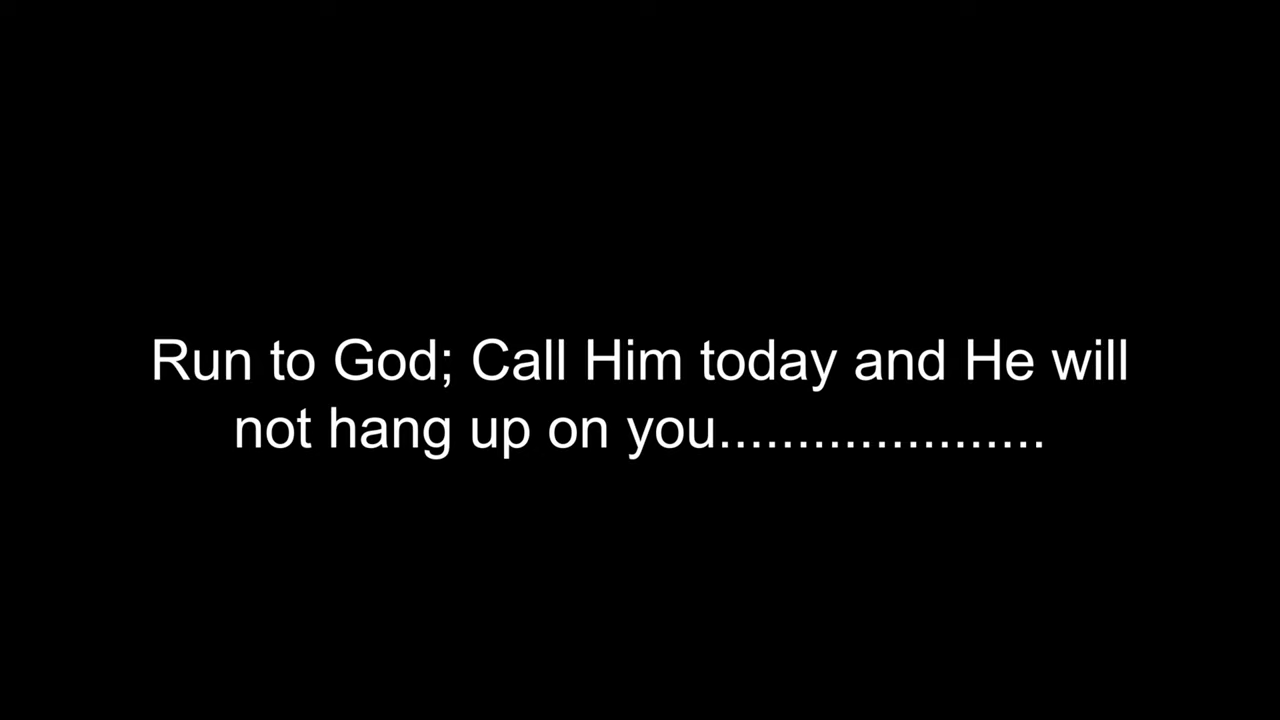 Run to God; Call Him today and He will
not hang up on you.....................